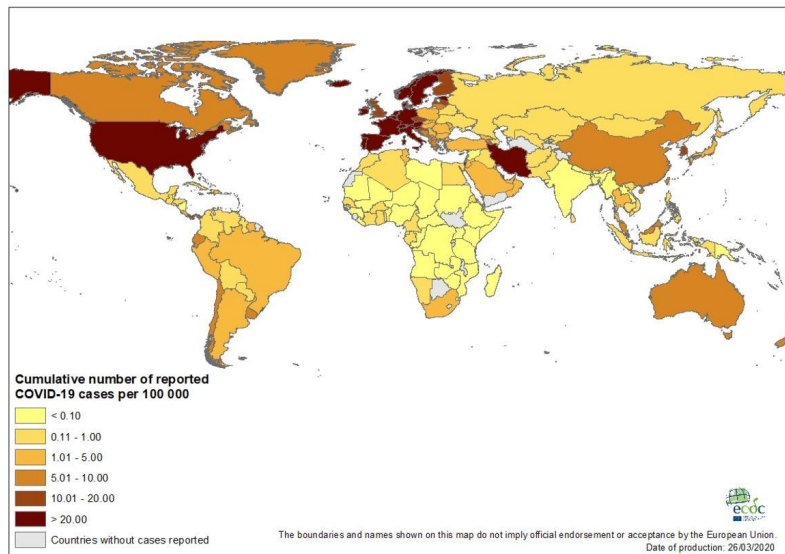 Cumulative number of reported
COVID-19 cases per 100 000
< 0.10
0.11 - 1.00
1.01 - 5.00
5.01 - 10.00
10.01 - 20.00
> 20.00
Countries without cases reported
ecdc
The boundaries and names shown on this map do not imply official endorsement or acceptance by the European Union.
Date of production: 26/03/2020